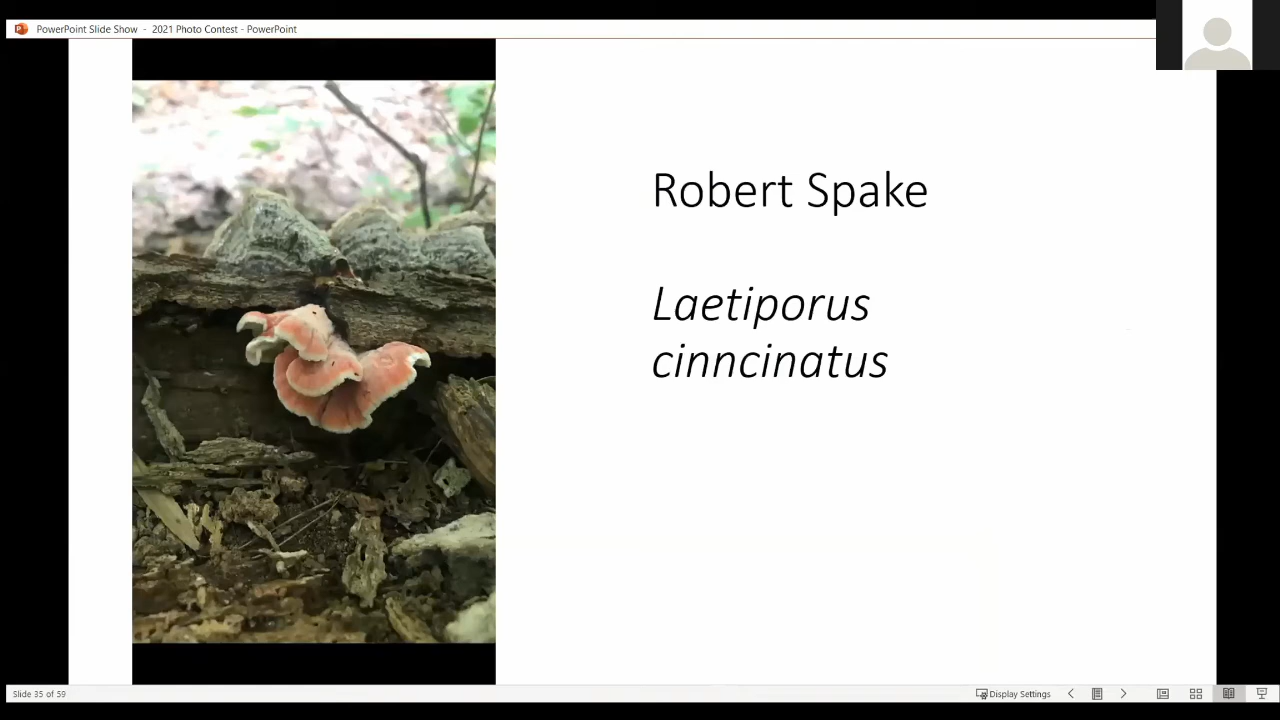 PowerPoint Slide Show - 2021 Photo Contest - PowerPoint
Robert Spake
Laetiporus
cinncinatus
Slide 35 of 59
Display Settings